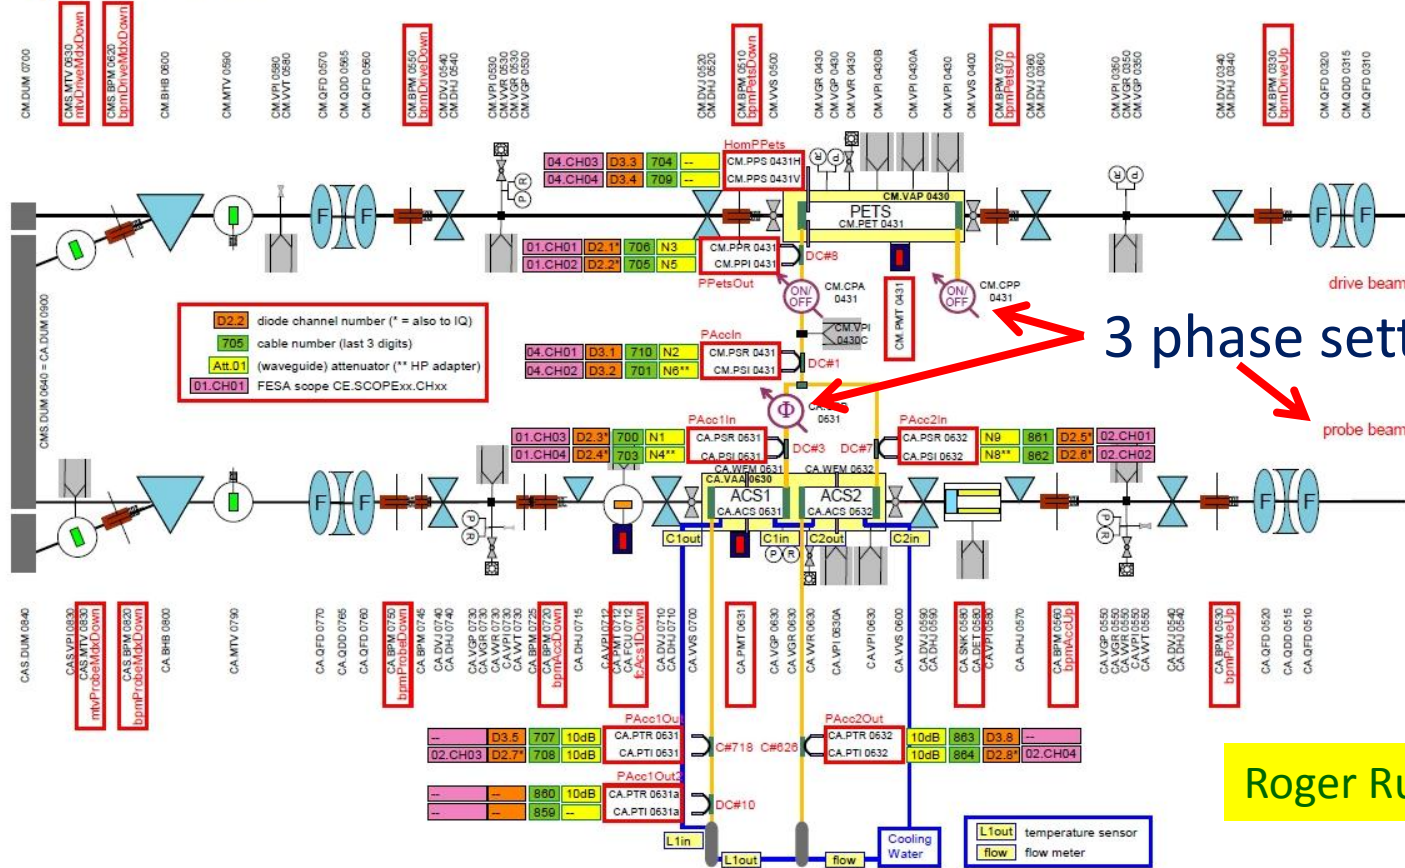 CM.DUM 0700
CMS.MTV 0630
mtvDriveMdxDown
CMS.BPM 0620
bpmDriveMdxDown
CM.BHB 0600
CM.MTV 0590
CM.VPI 0580
CM.VVT 0580
CM.QFD 0570
CM.QDD 0565
CM.QFD 0560
CM.BPM 0550
bpmDriveDown
CM.DVJ 0540
CM.DHJ 0540
CM.VPI 0530
CM.VVR 0530
CM.VGR 0530
CM.VGP 0530
CM.DVJ 0520
CM.DHJ 0520
CM.BPM 0510
bpmPetsDown
CM.VVS 0500
CM.VGP 0430
CM.VGR 0430
CM.VVR 0430
CM.VPI 0430B
CM.VPI 0430A
CM.VPI 0430
CM.VVS 0400
CM.BPM 0370
bpmPetsUp
CM.DVJ 0360
CM.DHJ 0360
CM.VPI 0350
CM.VGR 0350
CM.VGP 0350
CM.DVJ 0340
CM.DHJ 0340
CM.BPM 0330
bpmDriveUp
CM.QFD 0320
CM.QDD 0315
CM.QFD 0310
HomPPets
04.CH03 D3.3 704 -- CM.PPS 0431H
04.CH04 D3.4 709 -- CM.PPS 0431V
P R
R P
R P
CM.VAP 0430
PETS
CM.PET 0431
F F
F F
01.CH01 D2.1* 706 N3 CM.PPR 0431
01.CH02 D2.2* 705 N5 CM.PPI 0431
DC#8
PPetsOut
ON/OFF
CM.CPA
0431
CM.PMT 0431
ON/OFF
CM.CPP
0431
drive beam
CMS.DUM 0640 = CA.DUM 0900
D2.2 diode channel number (* = also to IQ)
705 cable number (last 3 digits)
Att.01 (waveguide) attenuator (** HP adapter)
01.CH01 FESA scope CE.SCOPExx.CHxx
CM.VPI
0430C
3 phase sett
PAccIn
04.CH01 D3.1 710 N2 CM.PSR 0431
04.CH02 D3.2 701 N6** CM.PSI 0431
DC#1
Φ
0631
probe beam
PAcc1In
01.CH03 D2.3* 700 N1 CA.PSR 0631
01.CH04 D2.4* 703 N4** CA.PSI 0631
DC#3
DC#7
PAcc2In
CA.PSR 0632 N9 861 D2.5* 02.CH01
CA.PSI 0632 N8** 862 D2.6* 02.CH02
CA.WEM 0631
CA.WEM 0632
CA.VAA 0630
ACS1
CA.ACS 0631
ACS2
CA.ACS 0632
F F
F F
P R
P R
C1out
C1in
C2out
C2in
P R
CAS.DUM 0840
CAS.VPI 0830
CAS.MTV 0830
mtvProbeMdxDown
CAS.BPM 0820
bpmProbeMdxDown
CA.BHB 0800
CA.MTV 0790
CA.QFD 0770
CA.QDD 0765
CA.QFD 0760
CA.BPM 0750
bpmProbeDown
CA.BPM 0745
CA.DVJ 0740
CA.DHJ 0740
CA.VGP 0730
CA.VGR 0730
CA.VVR 0730
CA.VPI 0730
CA.VVT 0730
CA.BPM 0725
CA.BPM 0720
bpmAccDown
CA.DHJ 0715
CA.VPI 0712
CA.PMT 0712
CA.FCU 0712
fcAcs1Down
CA.DVJ 0710
CA.DHJ 0710
CA.VVS 0700
CA.PMT 0631
CA.VGP 0630
CA.VGR 0630
CA.VVR 0630
CA.VPI 0630A
CA.VPI 0630
CA.VVS 0600
CA.DVJ 0590
CA.DHJ 0590
CA.SNK 0580
CA.DET 0580
CA.VPI 0580
CA.DHJ 0570
CA.BPM 0560
bpmAccUp
CA.VGP 0550
CA.VGR 0550
CA.VVR 0550
CA.VPI 0550
CA.VVT 0550
CA.DVJ 0540
CA.DHJ 0540
CA.BPM 0530
bpmProbeUp
CA.QFD 0520
CA.QDD 0515
CA.QFD 0510
PAcc1Out
-- D3.5 707 10dB CA.PTR 0631
02.CH03 D2.7* 708 10dB CA.PTI 0631
C#718
C#626
PAcc2Out
CA.PTR 0632 10dB 863 D3.8 --
CA.PTI 0632 10dB 864 D2.8* 02.CH04
PAcc1Out2
-- -- 860 10dB CA.PTR 0631a
-- -- 859 -- CA.PTI 0631a
DC#10
Roger Ru
L1in
L1out
flow
Cooling
Water
L1out temperature sensor
flow flow meter